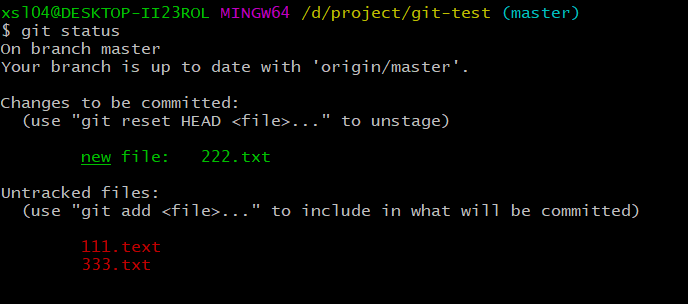 xsl04@DESKTOP-II23ROL MINGW64 /d/project/git-test (master)
$ git status
On branch master
Your branch is up to date with 'origin/master'.
Changes to be committed:
(use "git reset HEAD <file>..." to unstage)
new file: 222.txt
Untracked files:
(use "git add <file>..." to include in what will be committed)
111.text
333.txt